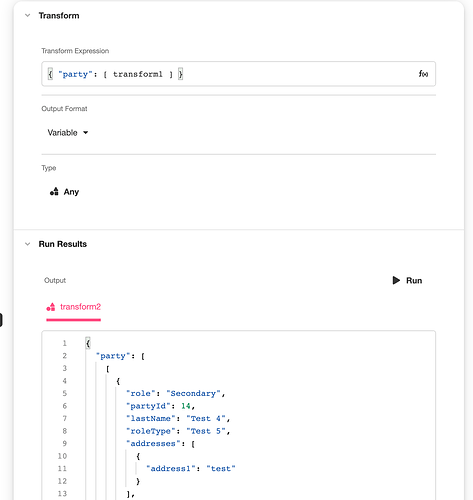 Transform
Transform Expression
{ "party": [ transform1 ] }
f(x)
Output Format
Variable
Type
Any
Run Results
Output
Run
transform2
1 {
2 "party": [
3 [
4 {
5 "role": "Secondary",
6 "partyId": 14,
7 "lastName": "Test 4",
8 "roleType": "Test 5",
9 "addresses": [
10 {
11 "address1": "test"
12 }
13 ],